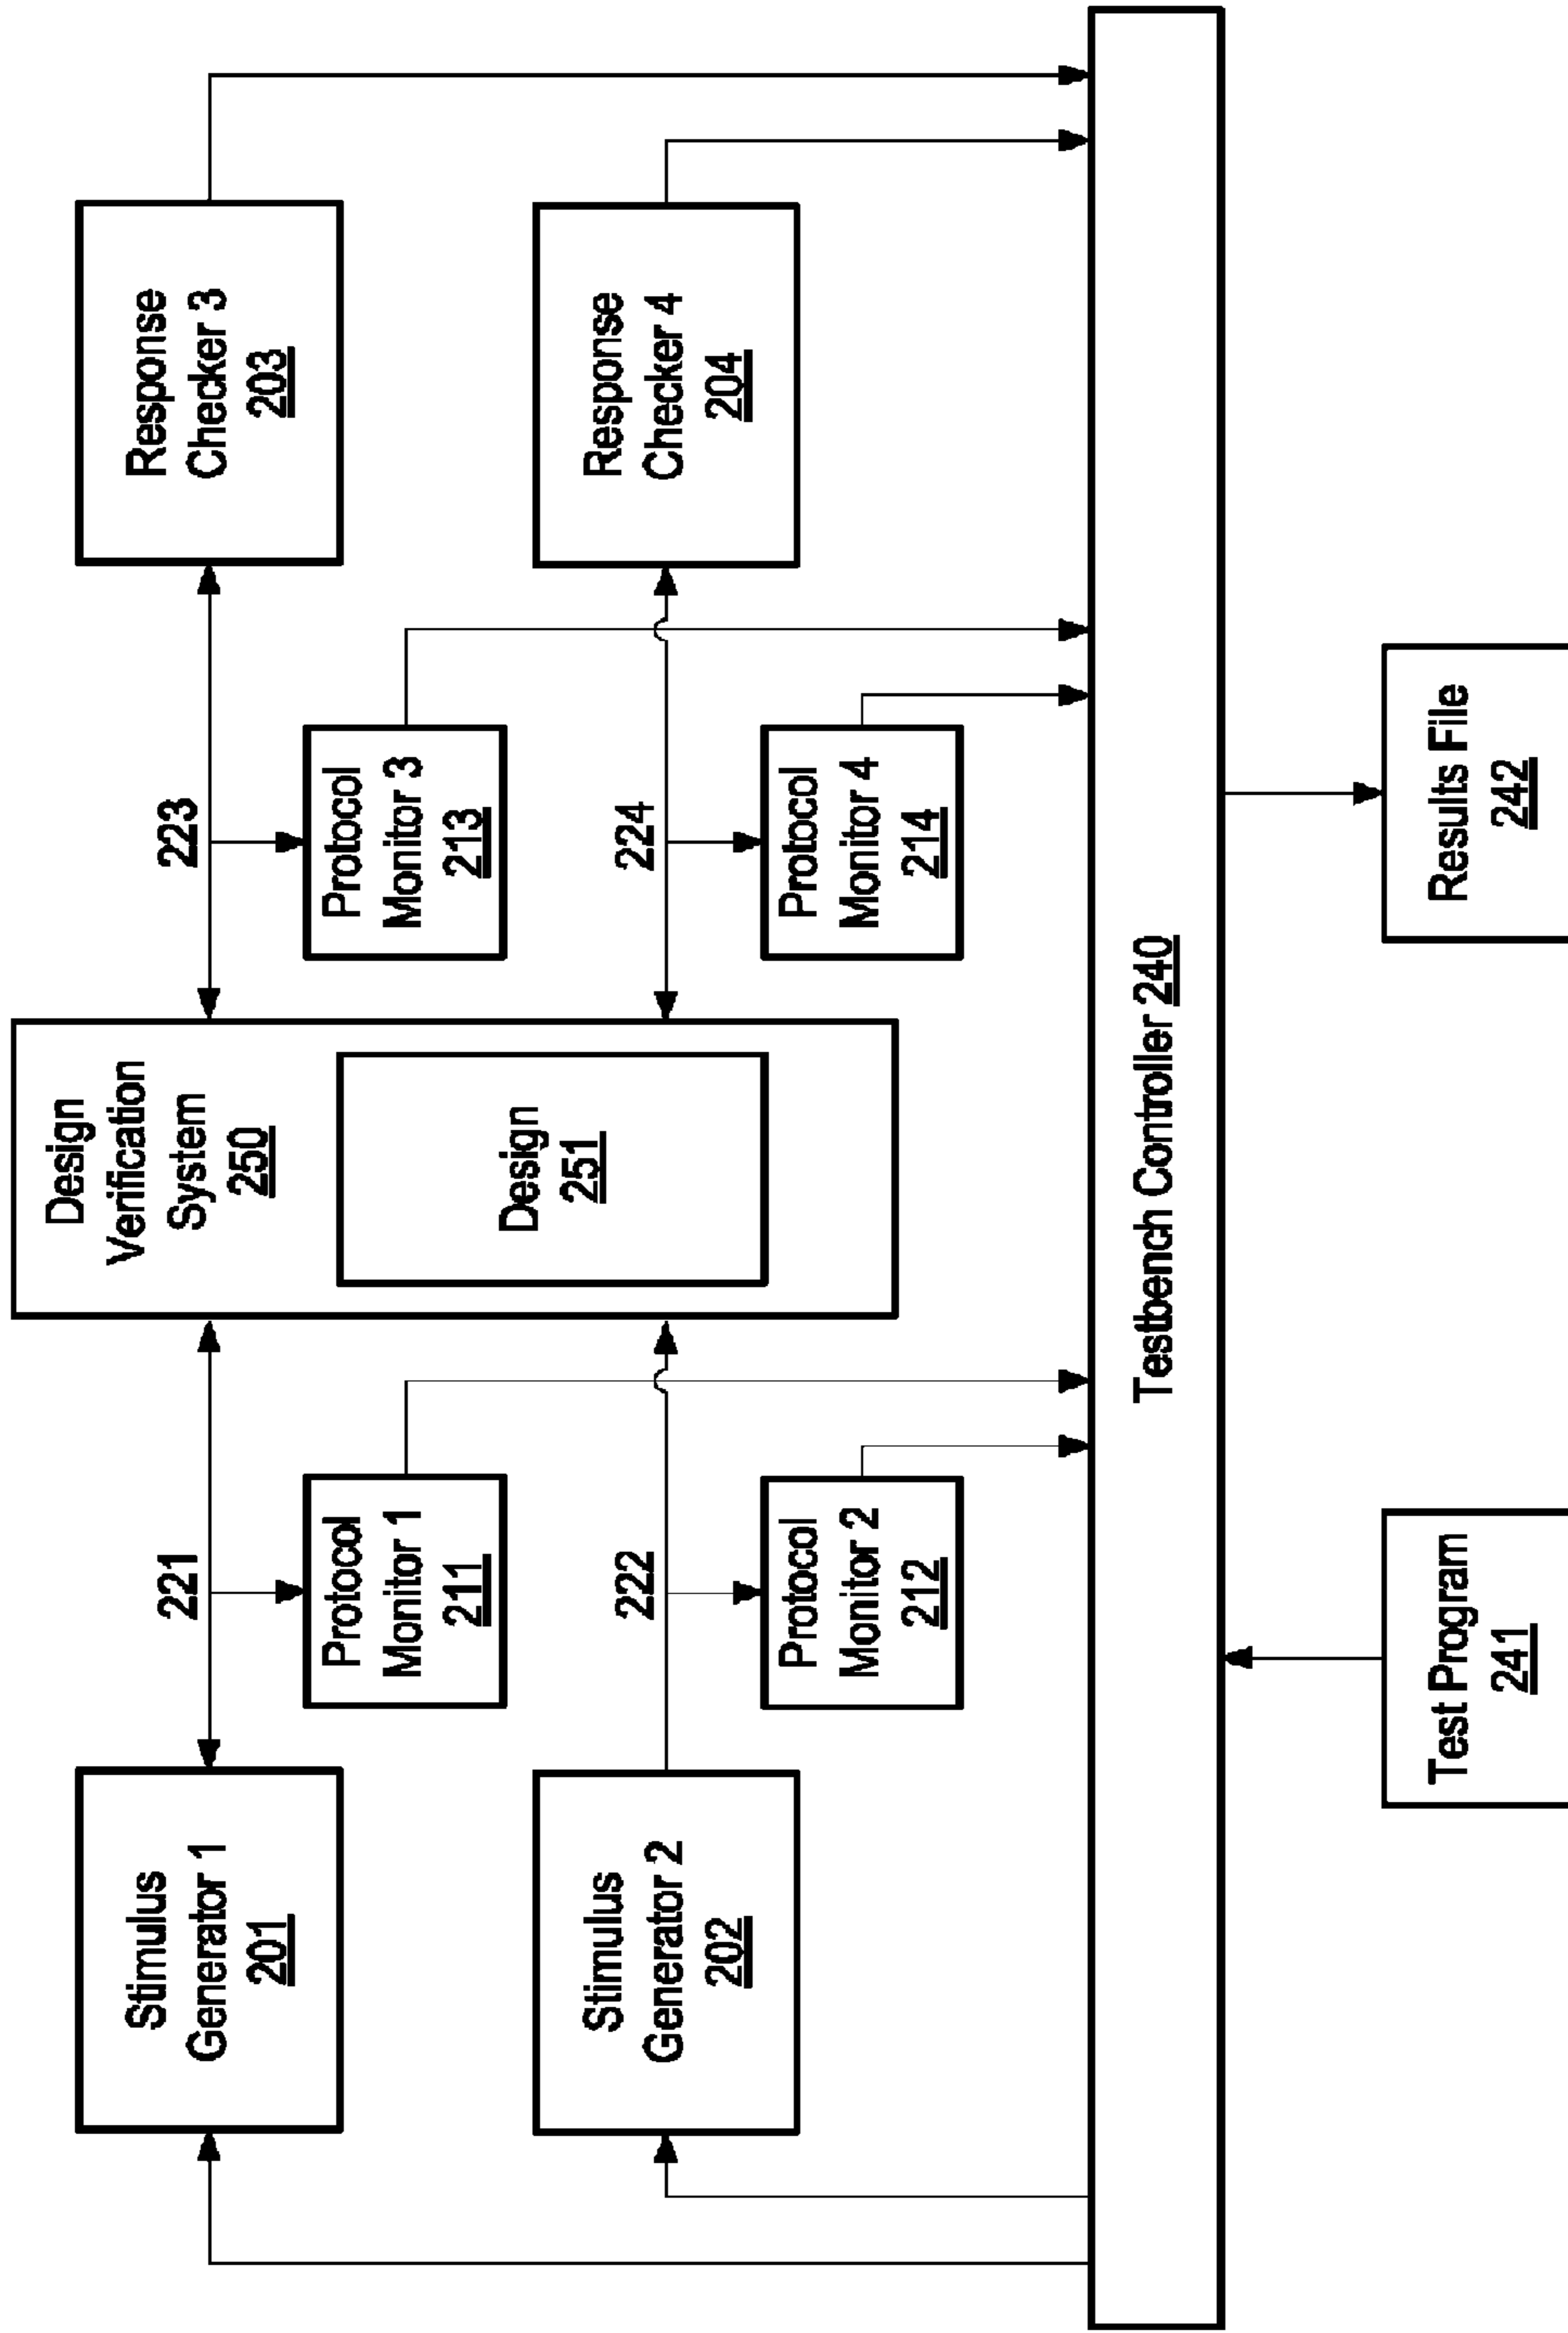 Design
Verification
System
250
Design
251
Stimulus
Generator 1
201
221
Protocol
Monitor 1
211
223
Protocol
Monitor 3
213
Response
Checker 3
203
Stimulus
Generator 2
202
222
Protocol
Monitor 2
212
224
Protocol
Monitor 4
214
Response
Checker 4
204
Testbench Controller 240
Test Program
241
Results File
242